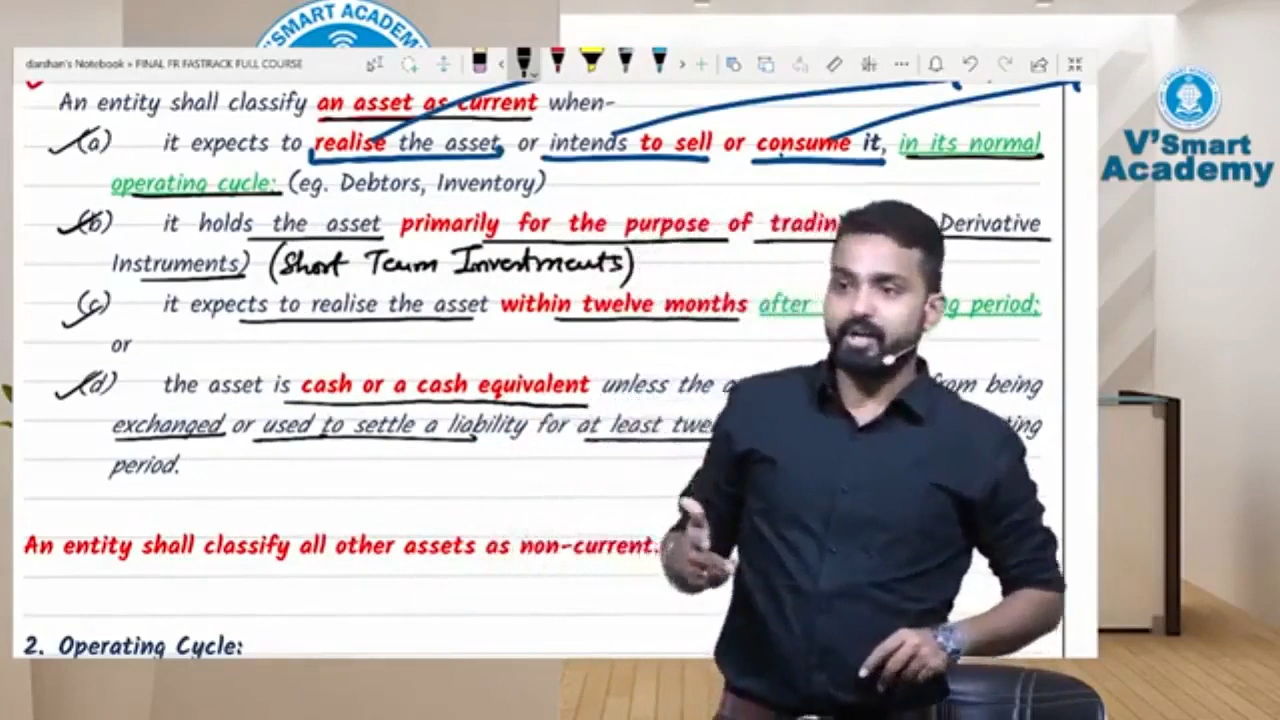 V'SMART ACADEMY
darshan's Notebook » FINAL FR FASTRACK FULL COURSE
An entity shall classify an asset as current when-
(a) it expects to realise the asset, or intends to sell or consume it, in its normal
operating cycle; (eg. Debtors, Inventory)
(b) it holds the asset primarily for the purpose of Derivative
Instruments) (Short Term Investments)
(c) it expects to realise the asset within twelve months after period;
or
(d) the asset is cash or a cash equivalent unless the from being
exchanged or used to settle a liability for at least
period.
An entity shall classify all other assets as non-current.
2. Operating Cycle:
V'Smart
Academy